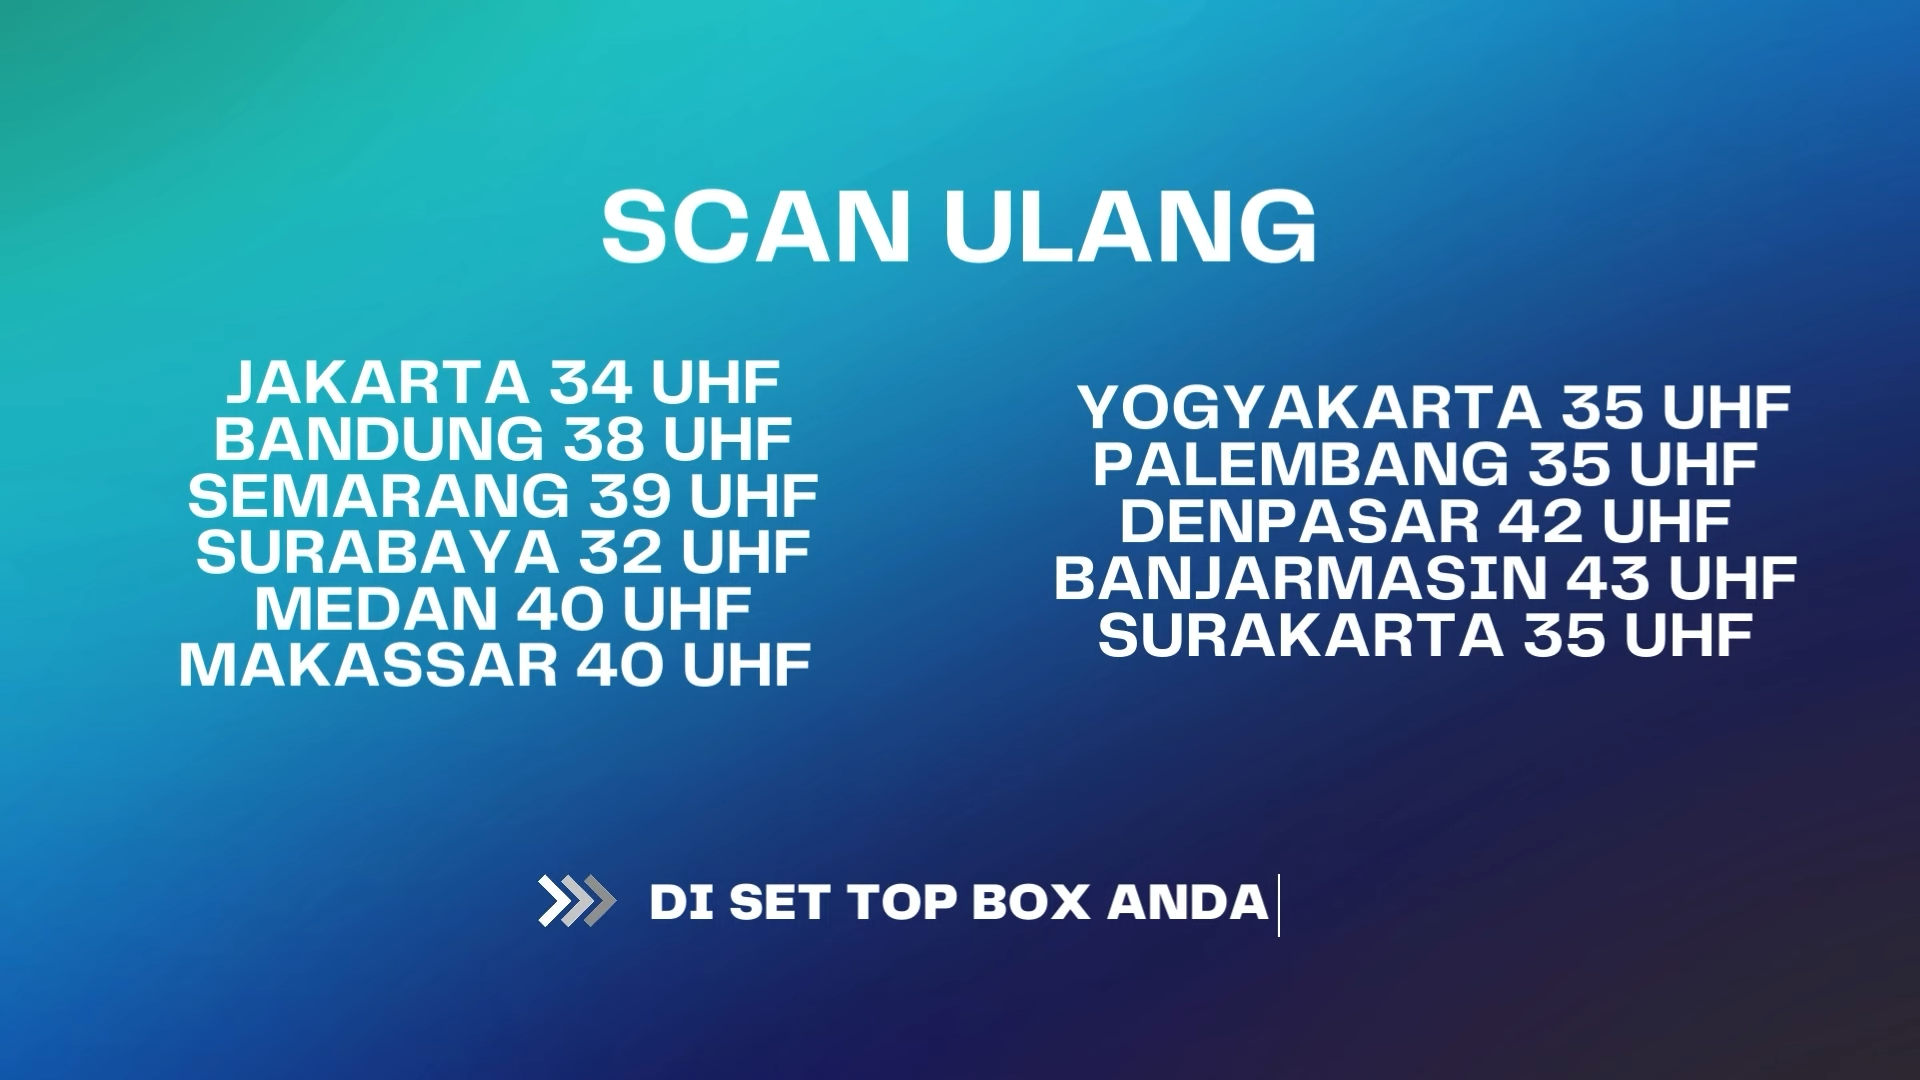 SCAN ULANG
JAKARTA 34 UHF
BANDUNG 38 UHF
SEMARANG 39 UHF
SURABAYA 32 UHF
MEDAN 40 UHF
MAKASSAR 40 UHF
YOGYAKARTA 35 UHF
PALEMBANG 35 UHF
DENPASAR 42 UHF
BANJARMASIN 43 UHF
SURAKARTA 35 UHF
DI SET TOP BOX ANDA